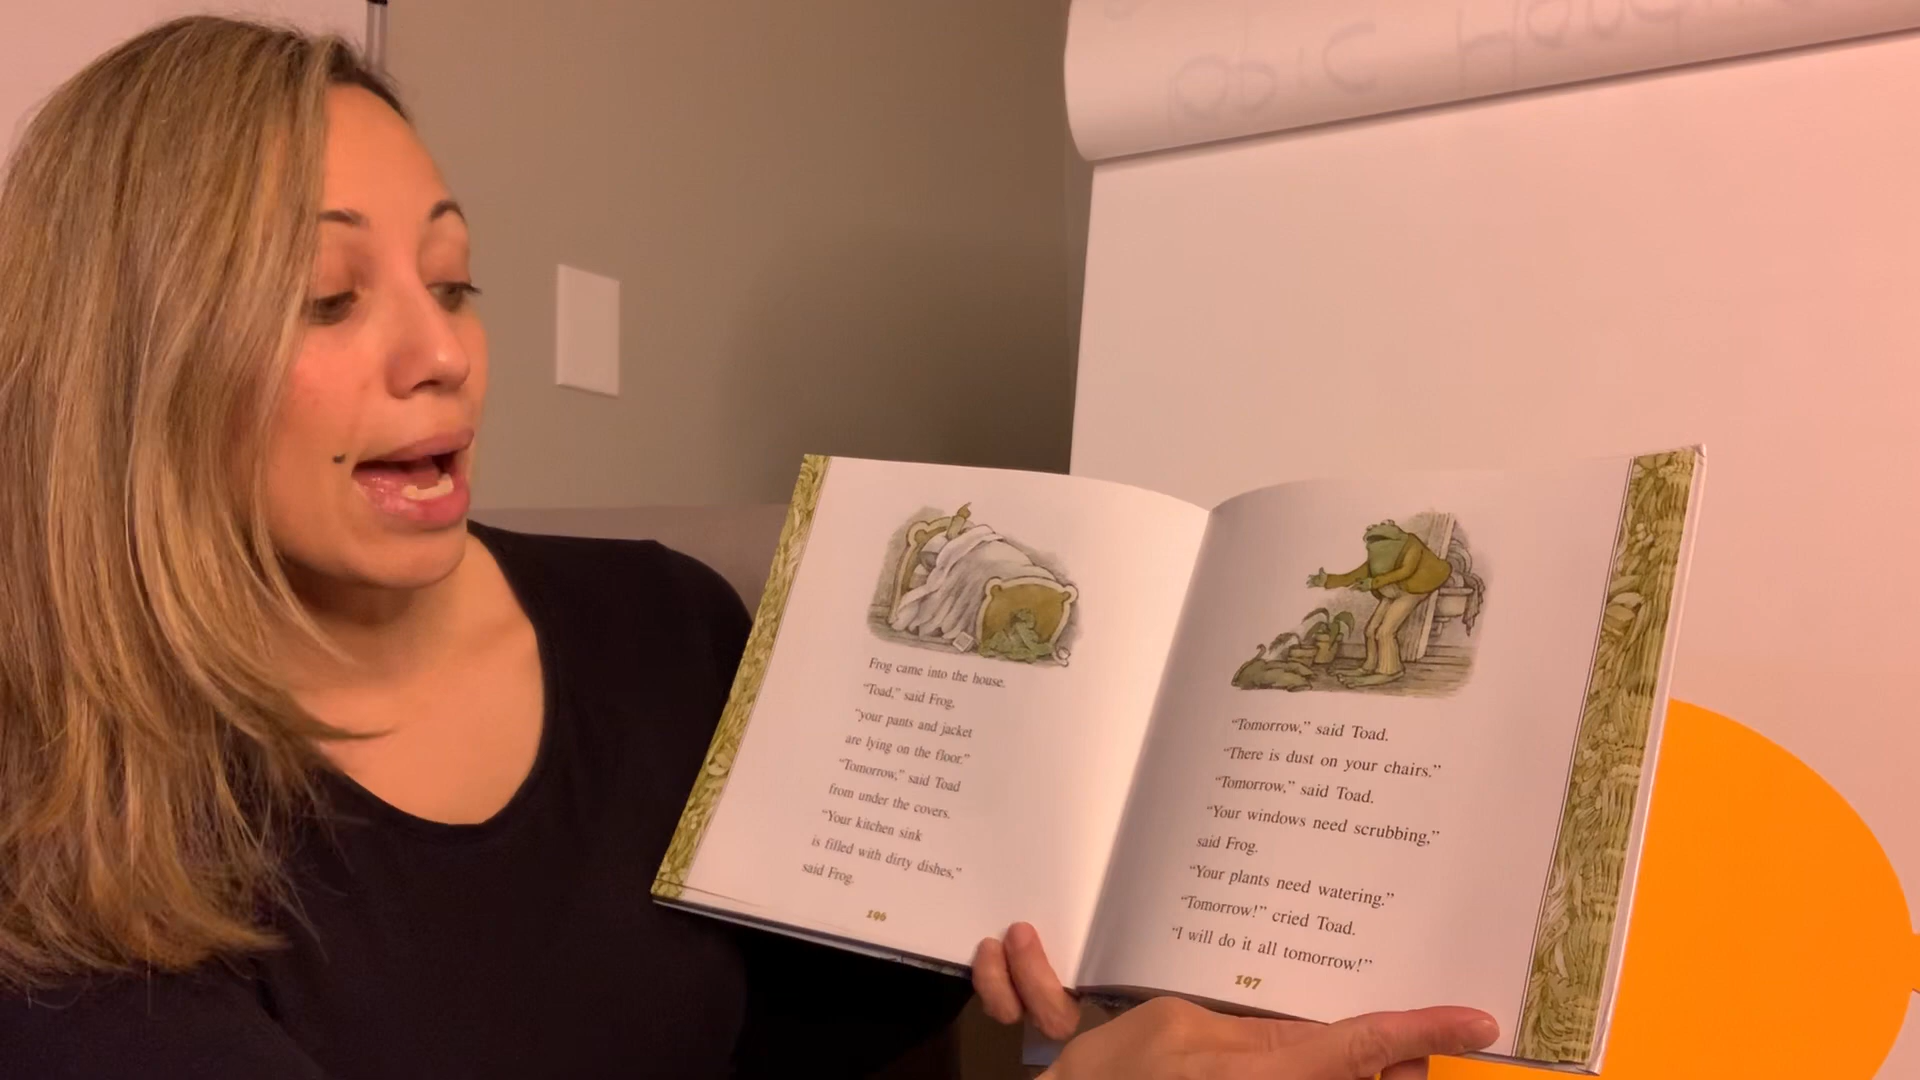 Frog came into the house.
“Toad,” said Frog,
“your pants and jacket
are lying on the floor.”
“Tomorrow,” said Toad
from under the covers.
“Your kitchen sink
is filled with dirty dishes,”
said Frog.
196
“Tomorrow,” said Toad.
“There is dust on your chairs.”
“Tomorrow,” said Toad.
“Your windows need scrubbing,”
said Frog.
“Your plants need watering.”
“Tomorrow!” cried Toad.
“I will do it all tomorrow!”
197